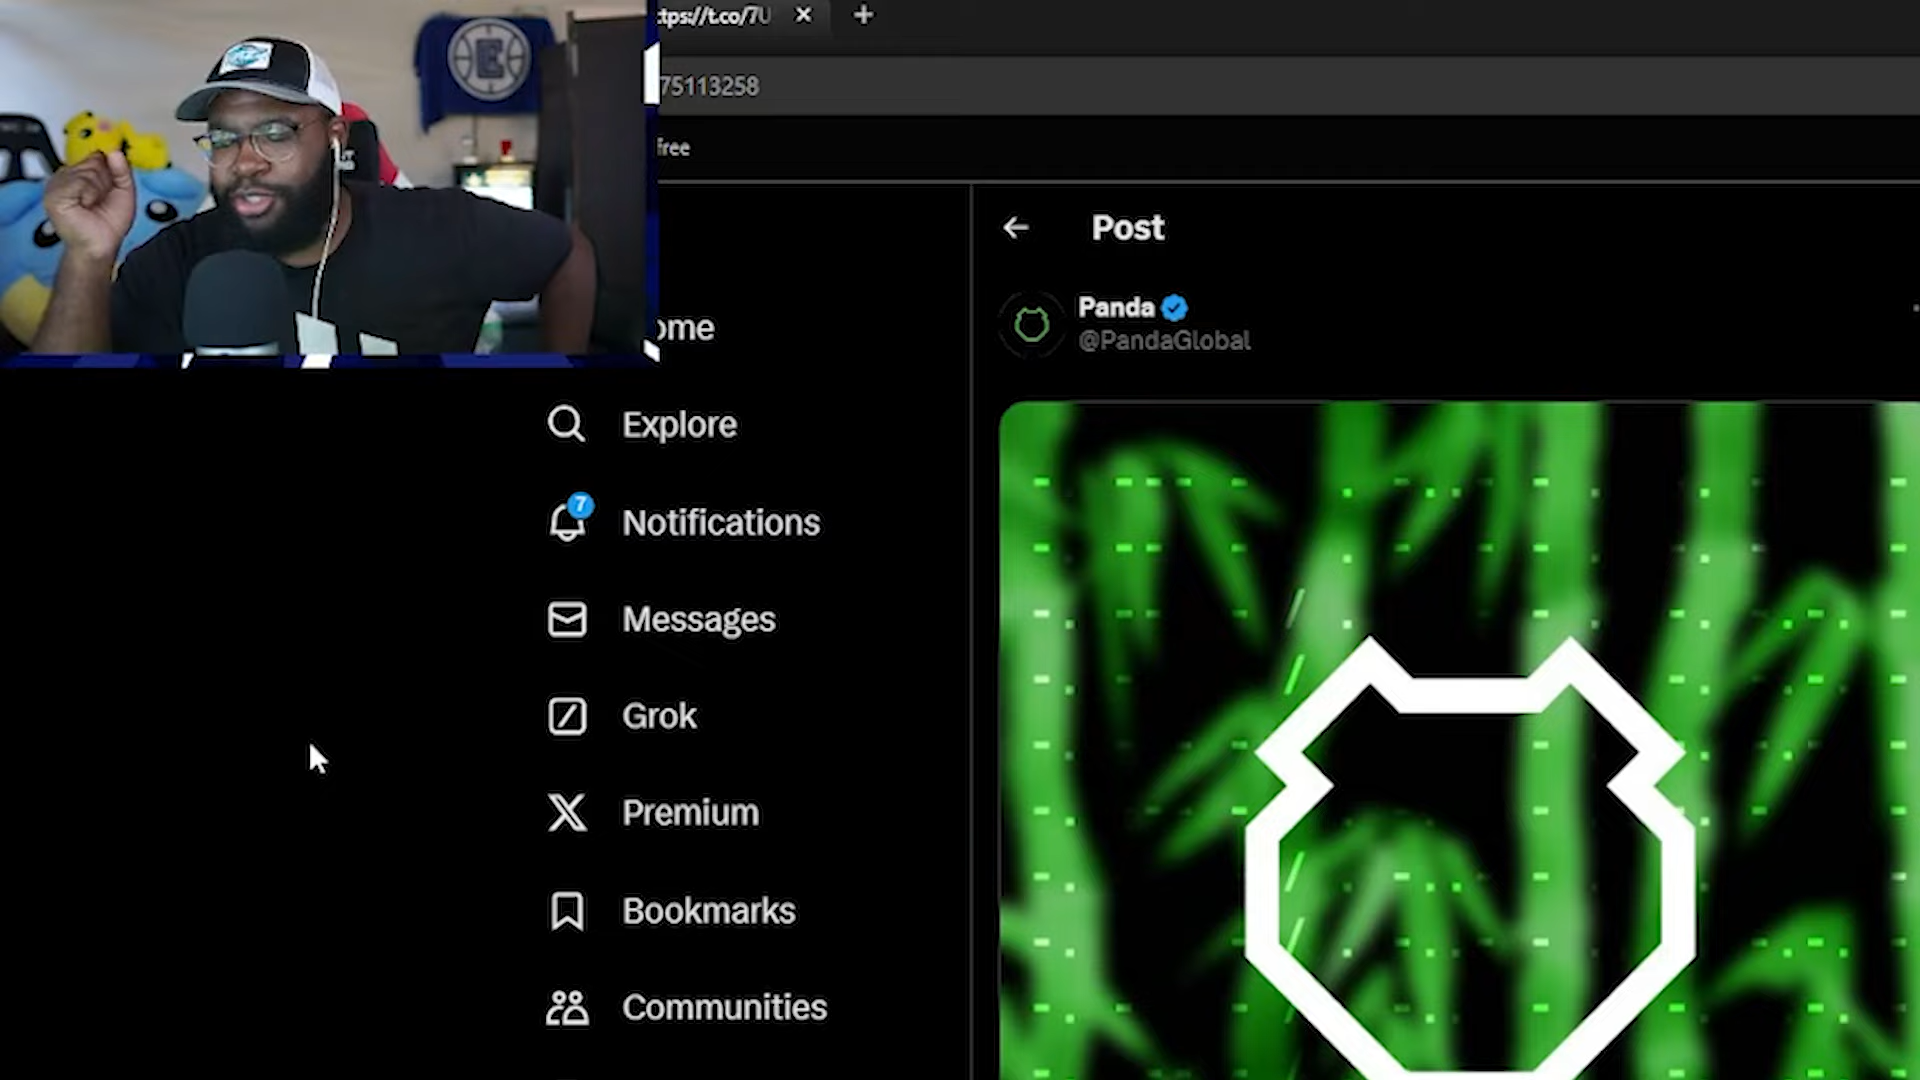 tps://t.co/7U
75113258
free
Post
Panda
@PandaGlobal
ome
Explore
7
Notifications
Messages
Grok
Premium
Bookmarks
Communities
E